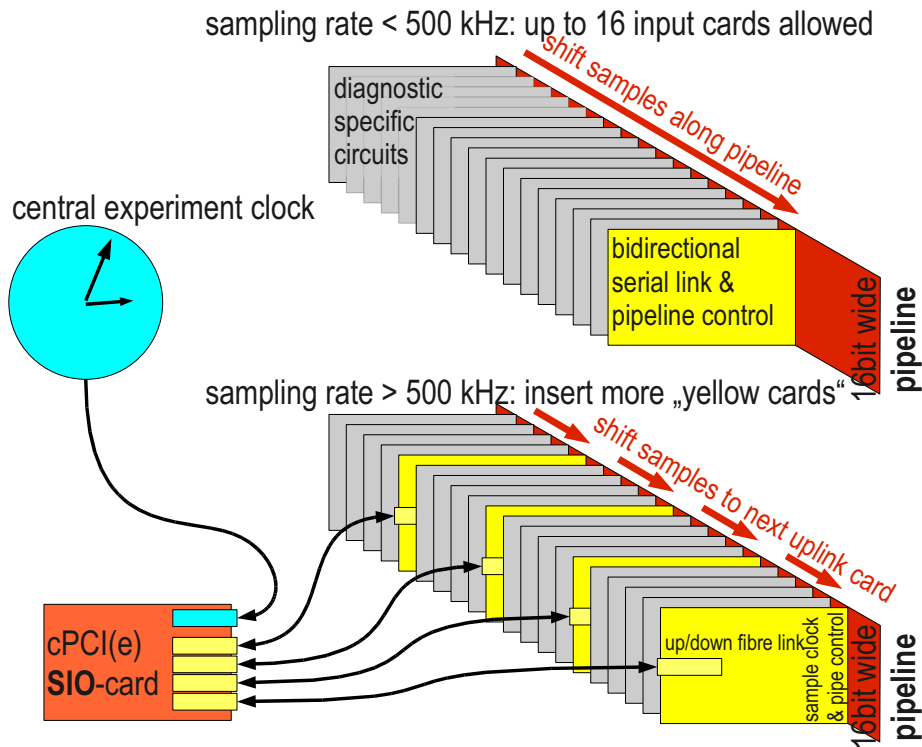 sampling rate < 500 kHz: up to 16 input cards allowed
diagnostic
specific
circuits
shift samples along pipeline
central experiment clock
bidirectional
serial link &
pipeline control
16bit wide
pipeline
sampling rate > 500 kHz: insert more „yellow cards“
shift samples to next uplink card
cPCI(e)
SIO-card
up/down fibre link
sample clock
& pipe control
16bit wide
pipeline